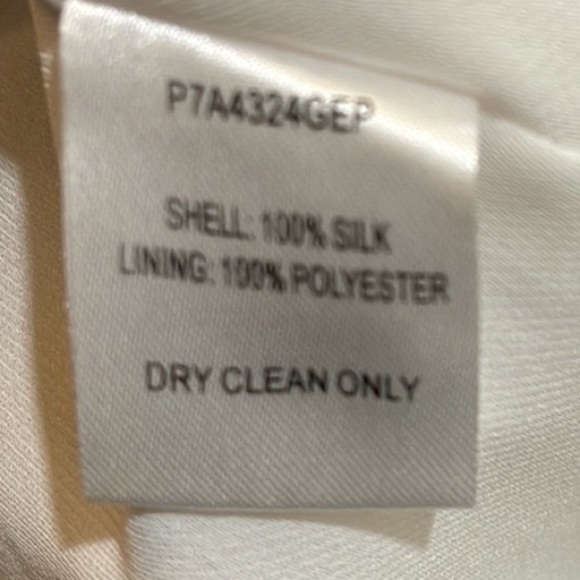 P7A4324GEP
SHELL: 100% SILK
LINING: 100% POLYESTER
DRY CLEAN ONLY